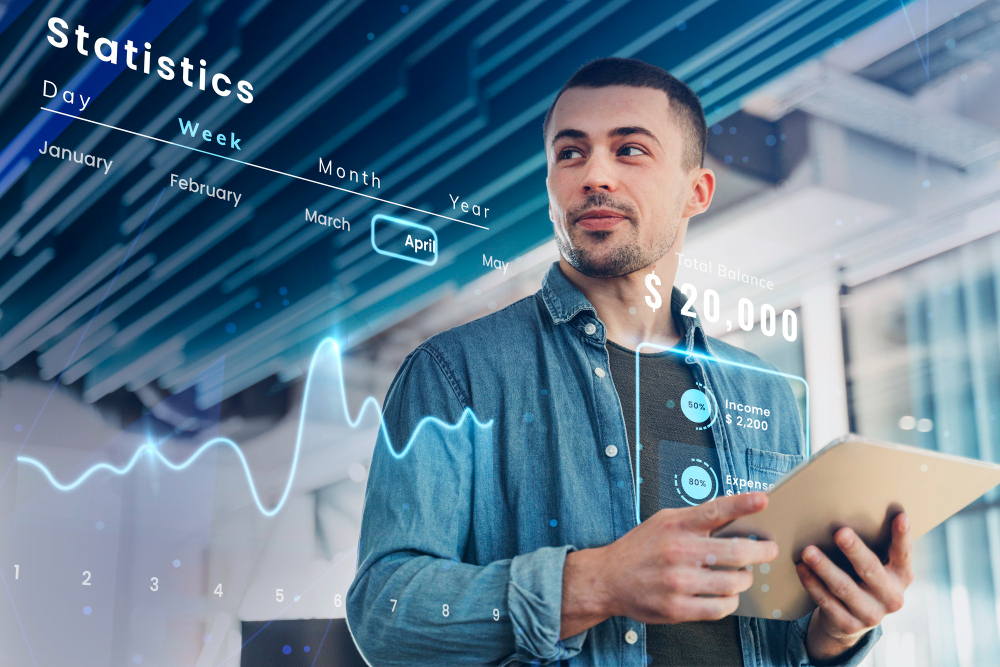 Statistics
Day Week Month Year
January February March April May
Total Balance
$ 20,000
50%
Income
$ 2,200
80%
Expense
$
1 2 3 4 5 6 7 8 9